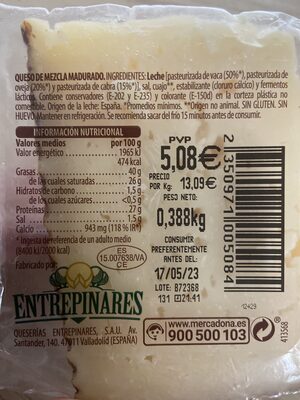 QUESO DE MEZCLA MADURADO. INGREDIENTES: Leche [pasteurizada de vaca (50%*), pasteurizada de
oveja (20%*) y pasteurizada de cabra (15%*)], sal, cuajo**, estabilizante (cloruro cálcico) y fermentos
lácticos. Contiene conservadores (E-202 y E-235) y colorante (E-150d) en la corteza plástica no
comestible. Origen de la leche: España. *Promedios mínimos. **Origen no animal. SIN GLUTEN. SIN
HUEVO. Mantener en refrigeración. Se recomienda sacar del frío 15 minutos antes de consumir.
INFORMACIÓN NUTRICIONAL
Valores medios por 100 g
Valor energético 1965 kJ
474 kcal
Grasas 40 g
de las cuales saturadas 26 g
Hidratos de carbono 1,5 g
de los cuales azúcares <0,5 g
Proteínas 27 g
Sal 1,5 g
Calcio 943 mg (118 % IR*)
* Ingesta de referencia de un adulto medio
(8400 kJ/2000 kcal)
Fabricado por:
ES
15.007638/VA
CE
ENTREPINARES
QUESERÍAS ENTREPINARES, S.A.U. Av.
Santander, 140. 47011 Valladolid (ESPAÑA)
PVP
5,08€
PRECIO
POR Kg: 13,09€
PESO NETO:
0,388kg
CONSUMIR
PREFERENTEMENTE
ANTES DEL:
17/05/23
LOTE: B72368
131 21.41
2 350971 005084
12429
www.mercadona.es
900 500 103
413568